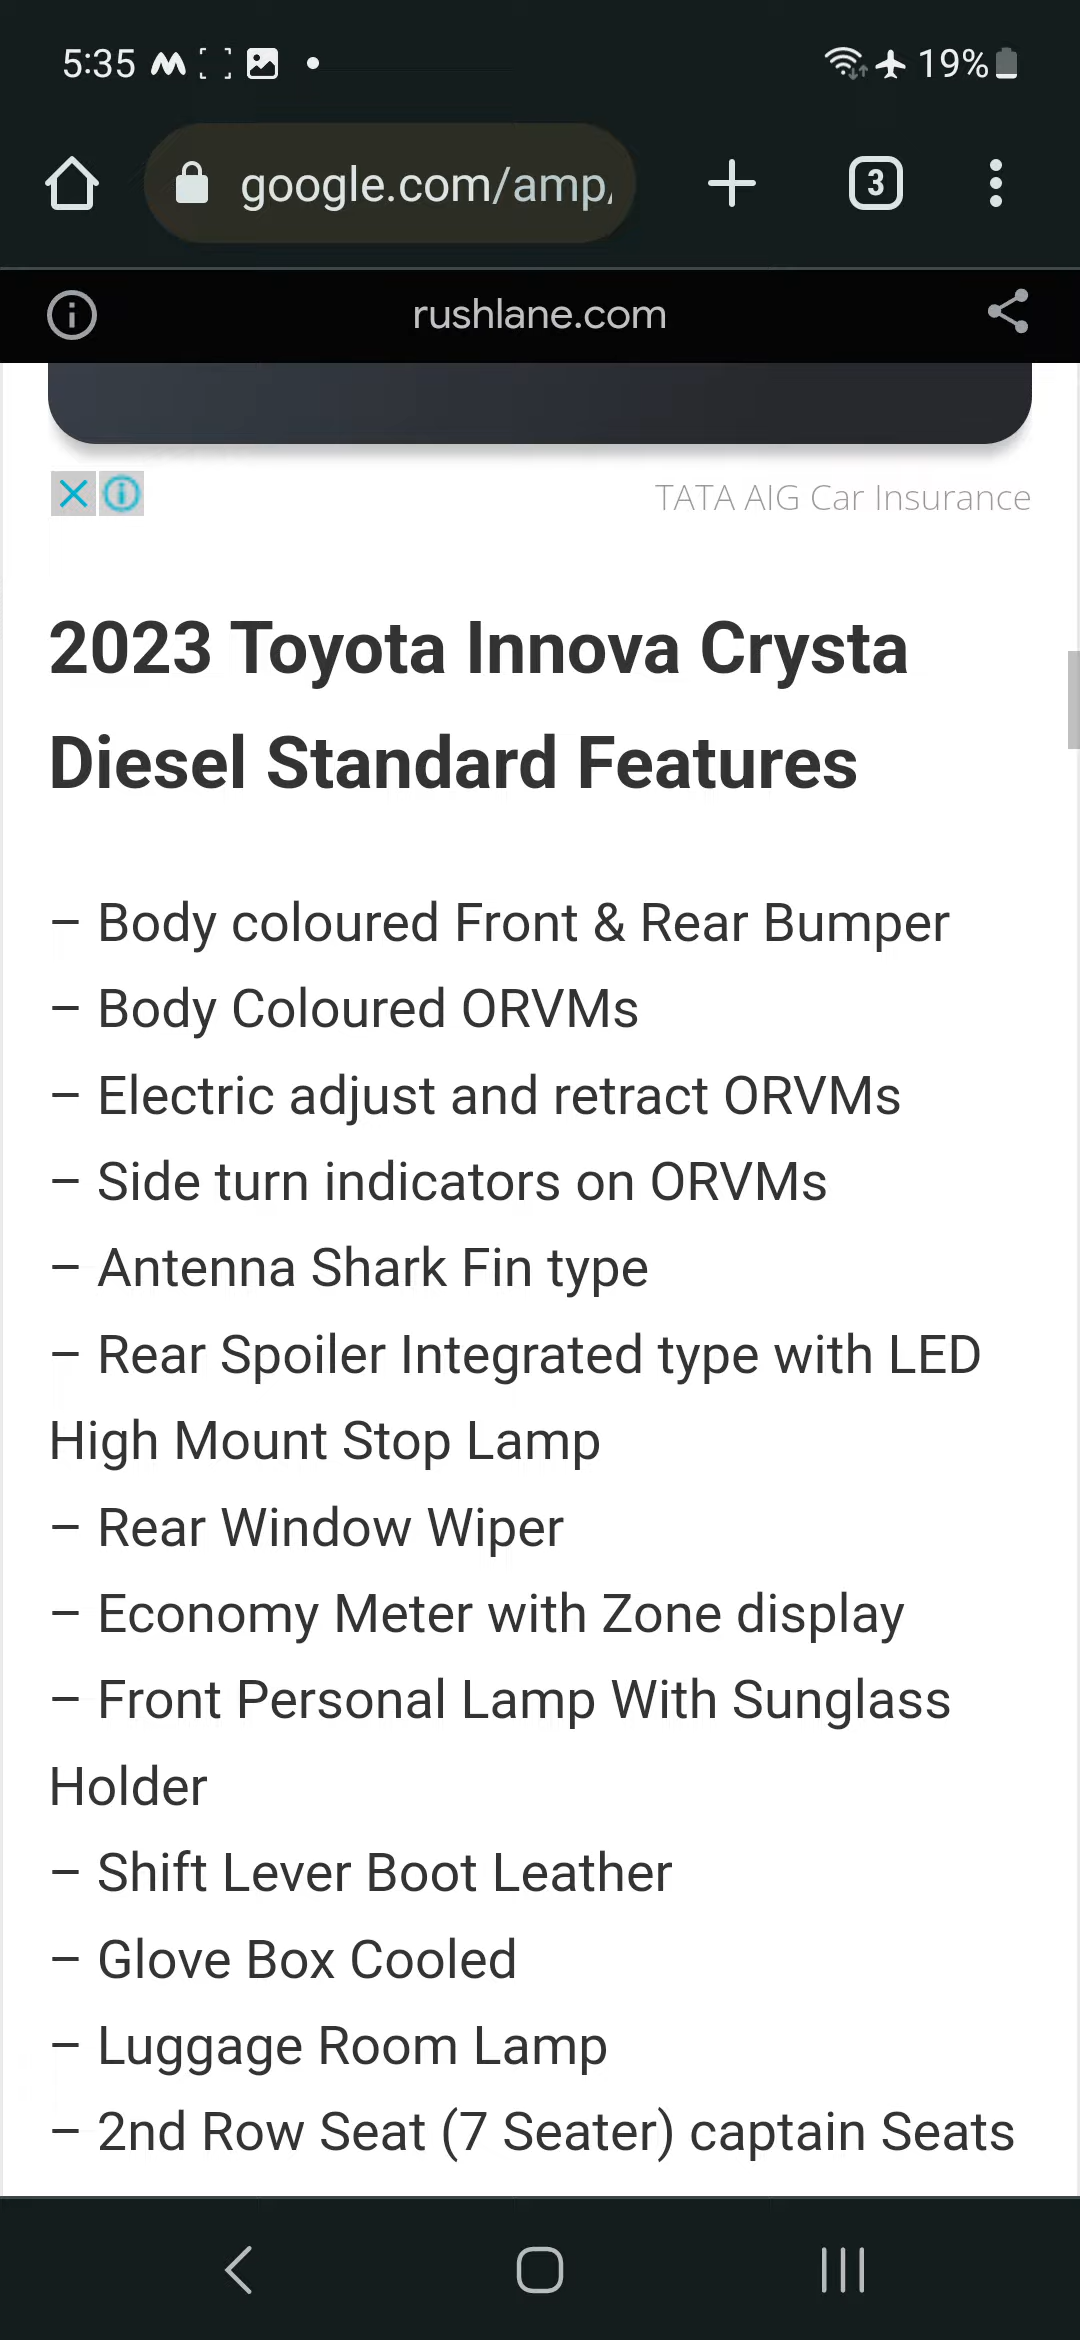 5:35
19%
google.com/amp
3
rushlane.com
TATA AIG Car Insurance
2023 Toyota Innova Crysta
Diesel Standard Features
– Body coloured Front & Rear Bumper
– Body Coloured ORVMs
– Electric adjust and retract ORVMs
– Side turn indicators on ORVMs
– Antenna Shark Fin type
– Rear Spoiler Integrated type with LED
High Mount Stop Lamp
– Rear Window Wiper
– Economy Meter with Zone display
– Front Personal Lamp With Sunglass
Holder
– Shift Lever Boot Leather
– Glove Box Cooled
– Luggage Room Lamp
– 2nd Row Seat (7 Seater) captain Seats